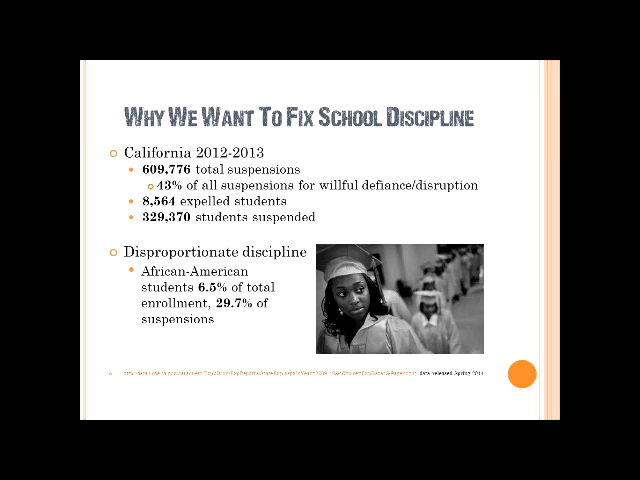 WHY WE WANT TO FIX SCHOOL DISCIPLINE
California 2012-2013
609,776 total suspensions
43% of all suspensions for willful defiance/disruption
8,564 expelled students
329,370 students suspended
Disproportionate discipline
African-American
students 6.5% of total
enrollment, 29.7% of
suspensions
data released Spring 2014